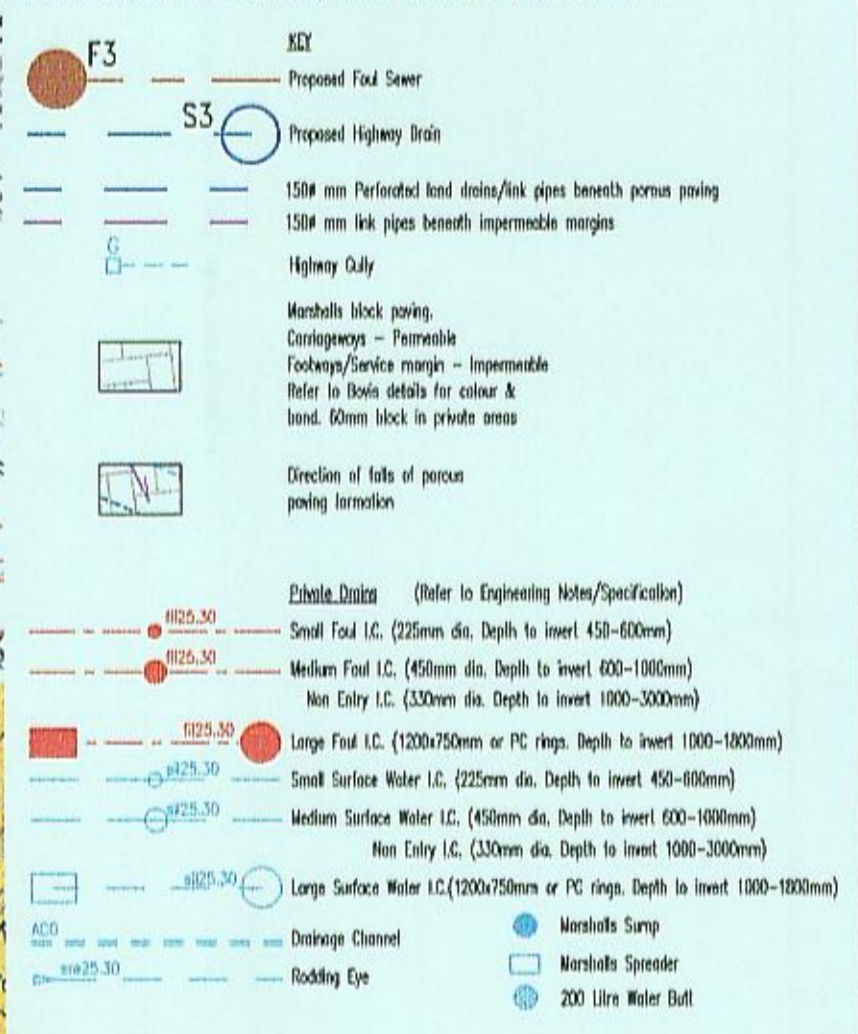 KEY
F3
Proposed Foul Sewer
S3
Proposed Highway Drain
150ø mm Perforated land drains/link pipes beneath porous paving
150ø mm link pipes beneath impermeable margins
G
Highway Gully
Marshalls block paving.
Carriageways - Permeable
Footways/Service margin - Impermeable
Refer to Bovis details for colour &
bond. 60mm block in private areas
Direction of falls of porous
paving formation
Private Drains (Refer to Engineering Notes/Specification)
fil25.30
Small Foul I.C. (225mm dia. Depth to invert 450-600mm)
fil25.30
Medium Foul I.C. (450mm dia. Depth to invert 600-1000mm)
Non Entry I.C. (330mm dia. Depth to invert 1000-3000mm)
fil25.30
Large Foul I.C. (1200x750mm or PC rings. Depth to invert 1000-1800mm)
sil25.30
Small Surface Water I.C. (225mm dia. Depth to invert 450-600mm)
sil25.30
Medium Surface Water I.C. (450mm dia. Depth to invert 600-1000mm)
Non Entry I.C. (330mm dia. Depth to invert 1000-3000mm)
sil25.30
Large Surface Water I.C.(1200x750mm or PC rings. Depth to invert 1000-1800mm)
ACO
Drainage Channel
sre25.30
Rodding Eye
Marshalls Sump
Marshalls Spreader
200 Litre Water Butt